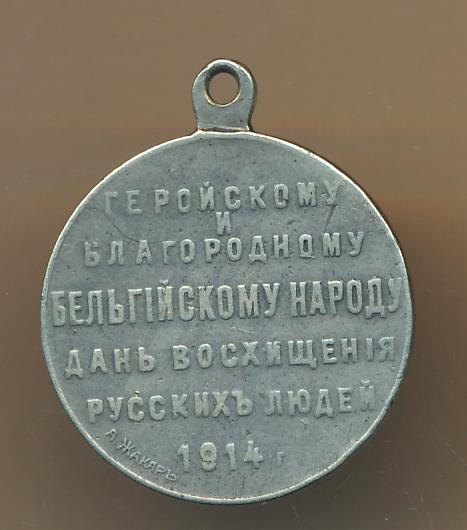 ГЕРОЙСКОМУ
И
БЛАГОРОДНОМУ
БЕЛЬГІЙСКОМУ НАРОДУ
ДАНЬ ВОСХИЩЕНІЯ
РУССКИХЪ ЛЮДЕЙ
1914 г
А. ЖАКАРЪ